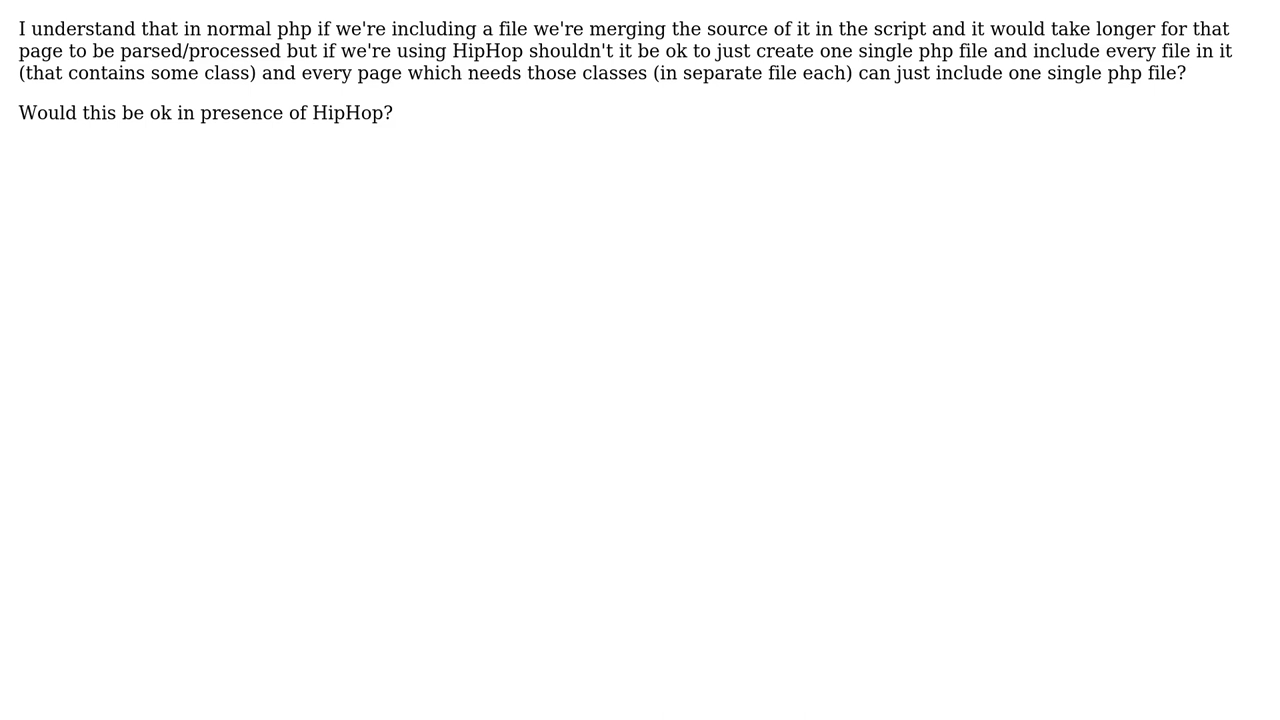 I understand that in normal php if we're including a file we're merging the source of it in the script and it would take longer for that
page to be parsed/processed but if we're using HipHop shouldn't it be ok to just create one single php file and include every file in it
(that contains some class) and every page which needs those classes (in separate file each) can just include one single php file?
Would this be ok in presence of HipHop?